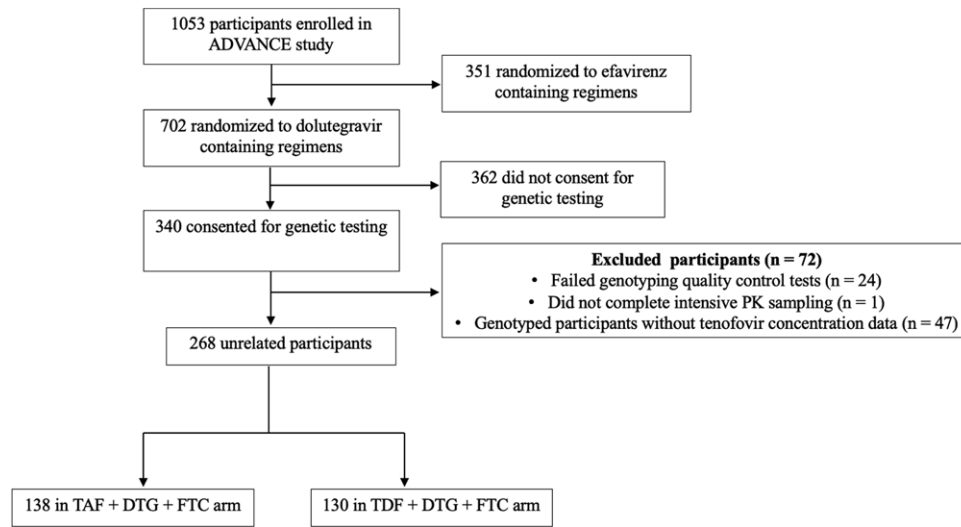 1053 participants enrolled in
ADVANCE study
351 randomized to efavirenz
containing regimens
702 randomized to dolutegravir
containing regimens
362 did not consent for
genetic testing
340 consented for genetic testing
Excluded participants (n = 72)
• Failed genotyping quality control tests (n = 24)
• Did not complete intensive PK sampling (n = 1)
• Genotyped participants without tenofovir concentration data (n = 47)
268 unrelated participants
138 in TAF + DTG + FTC arm
130 in TDF + DTG + FTC arm